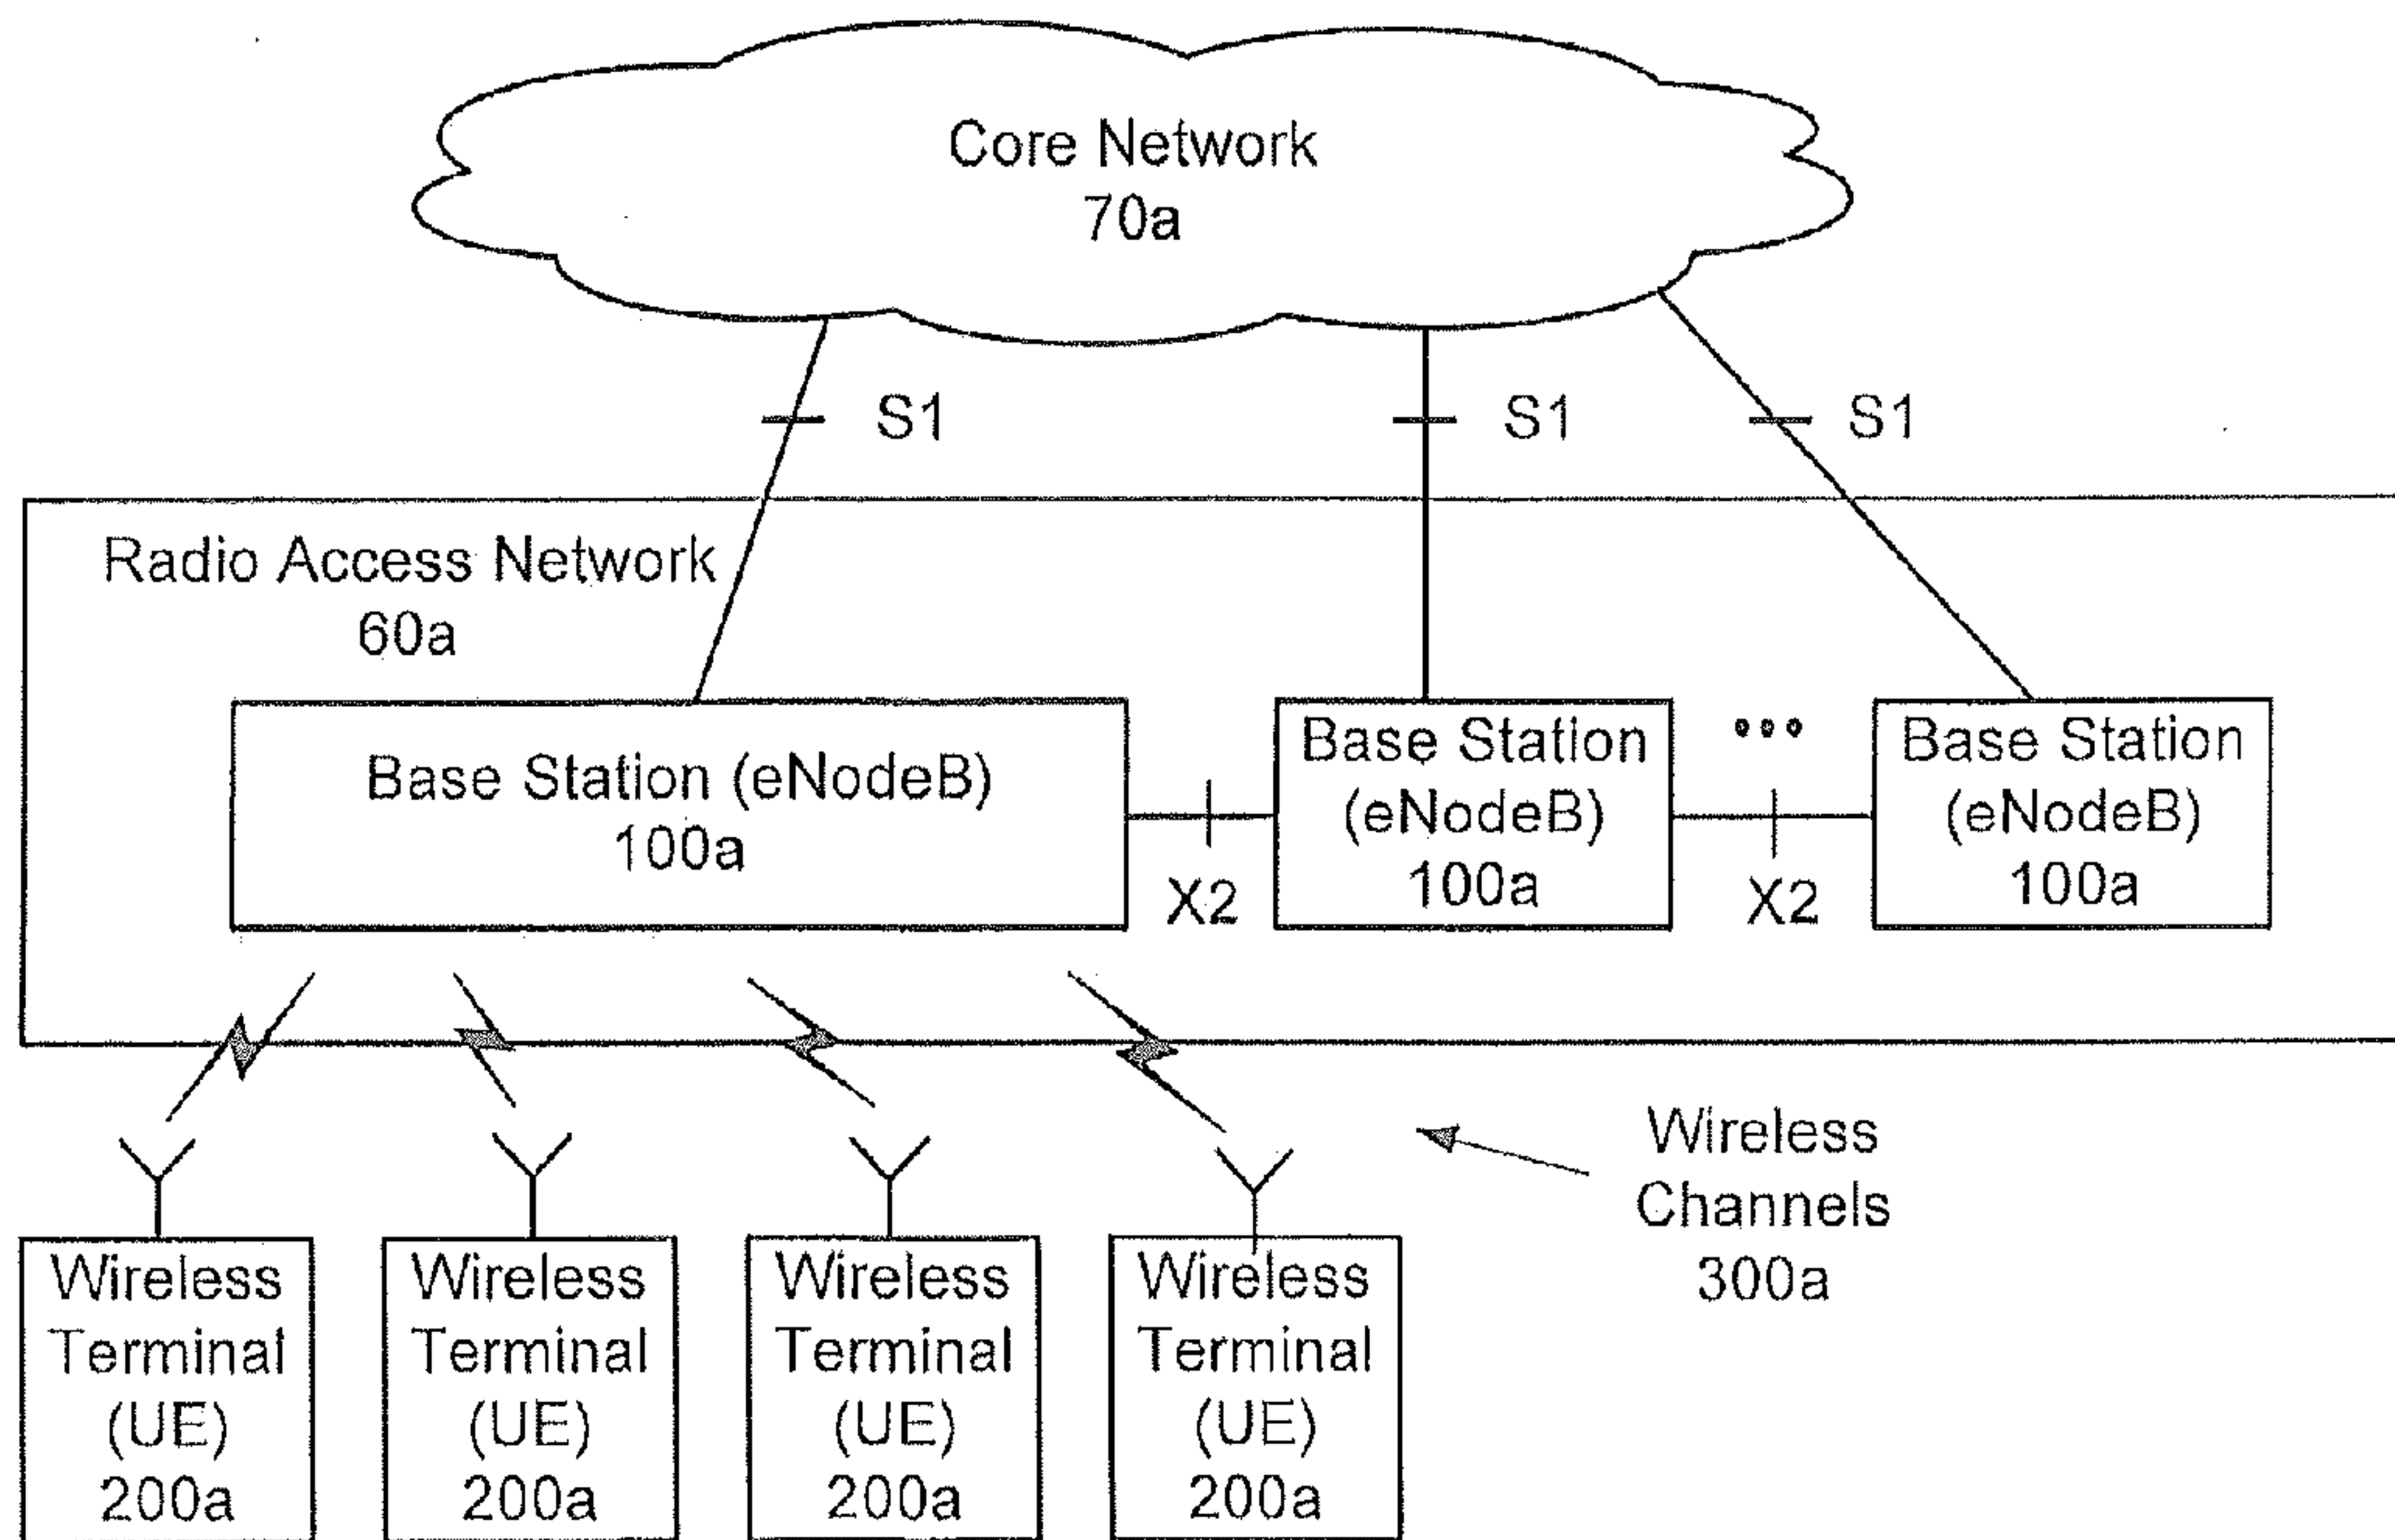 Core Network
70a
S1
S1
S1
Radio Access Network
60a
Base Station (eNodeB)
100a
X2
Base Station
(eNodeB)
100a
•••
X2
Base Station
(eNodeB)
100a
Wireless
Channels
300a
Wireless
Terminal
(UE)
200a
Wireless
Terminal
(UE)
200a
Wireless
Terminal
(UE)
200a
Wireless
Terminal
(UE)
200a